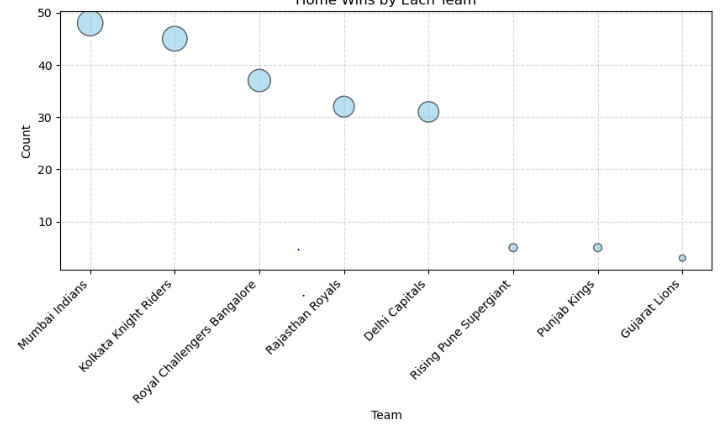 Home Wins by Each Team
50
40
30
20
10
Count
Mumbai Indians
Kolkata Knight Riders
Royal Challengers Bangalore
Rajasthan Royals
Delhi Capitals
Rising Pune Supergiant
Punjab Kings
Gujarat Lions
Team